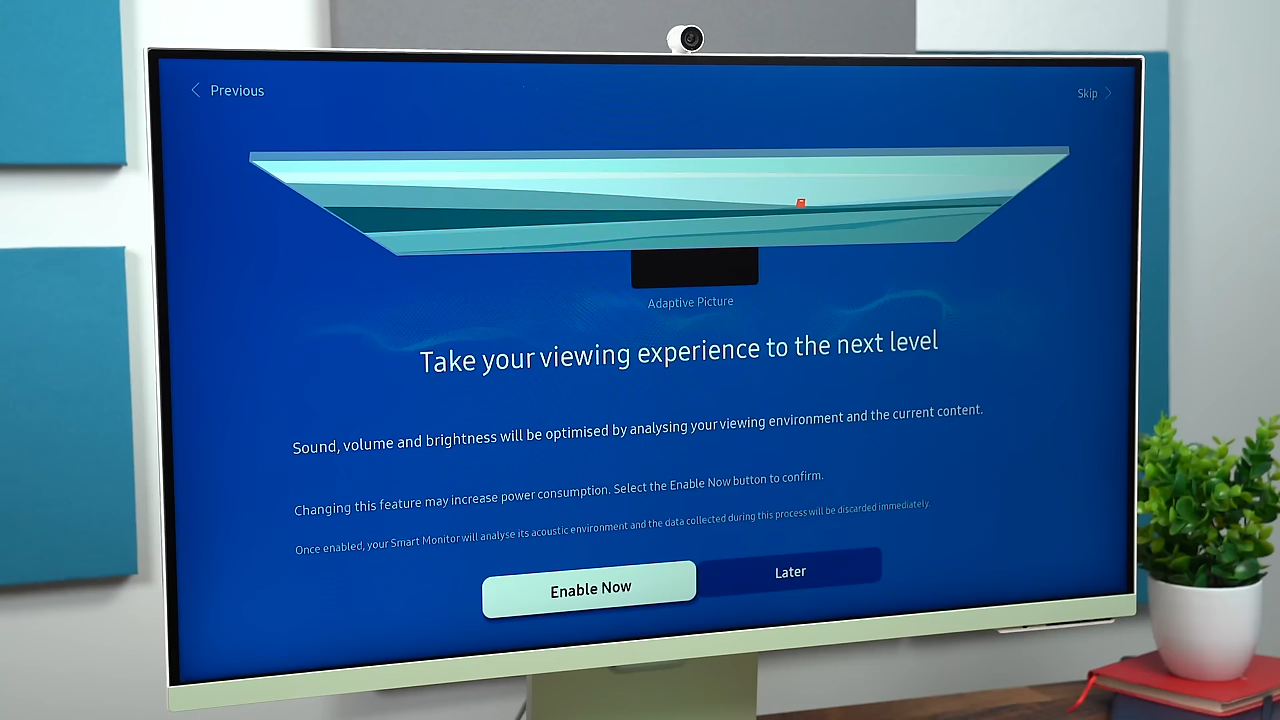 Previous
Skip
Adaptive Picture
Take your viewing experience to the next level
Sound, volume and brightness will be optimised by analysing your viewing environment and the current content.
Changing this feature may increase power consumption. Select the Enable Now button to confirm.
Once enabled, your Smart Monitor will analyse its acoustic environment and the data collected during this process will be discarded immediately.
Enable Now
Later